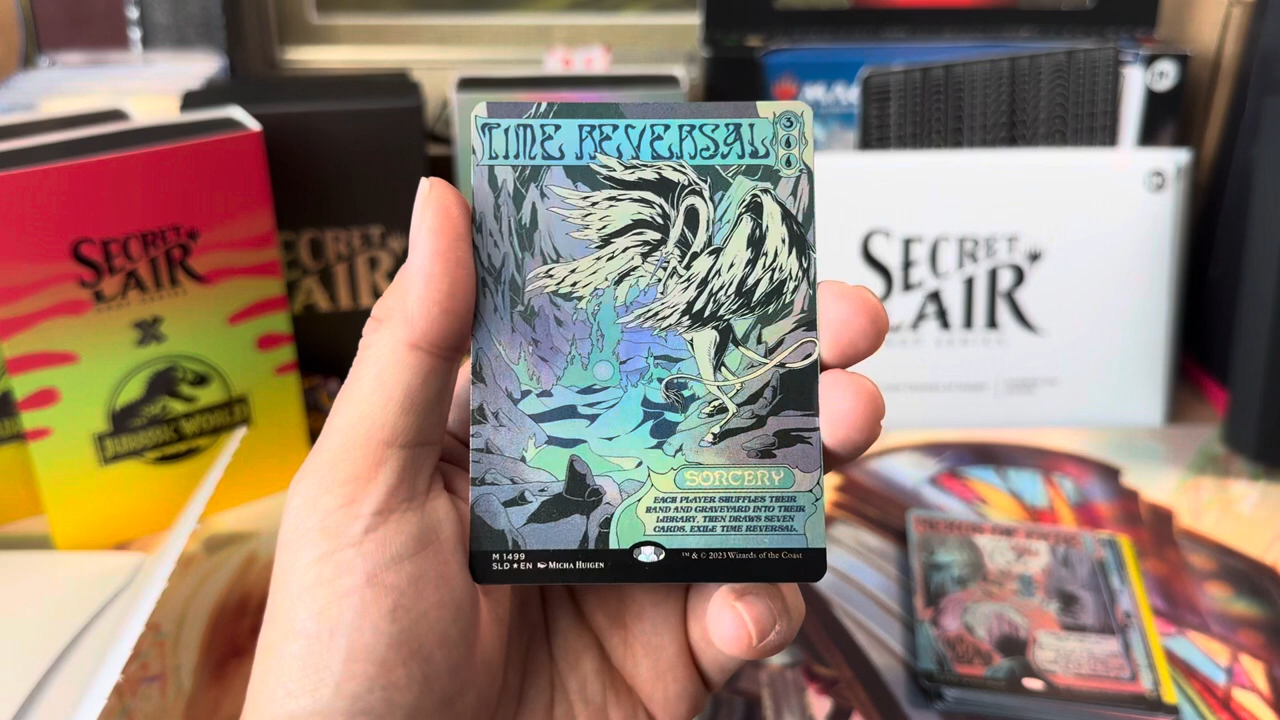 TIME REVERSAL
3
SORCERY
EACH PLAYER SHUFFLES THEIR
HAND AND GRAVEYARD INTO THEIR
LIBRARY, THEN DRAWS SEVEN
CARDS. EXILE TIME REVERSAL.
M 1499
SLD ★ EN MICHA HUIGEN
™ & © 2023 Wizards of the Coast
SECRET
LAIR
X
JURASSIC WORLD
SECRET
LAIR
SECRET
LAIR